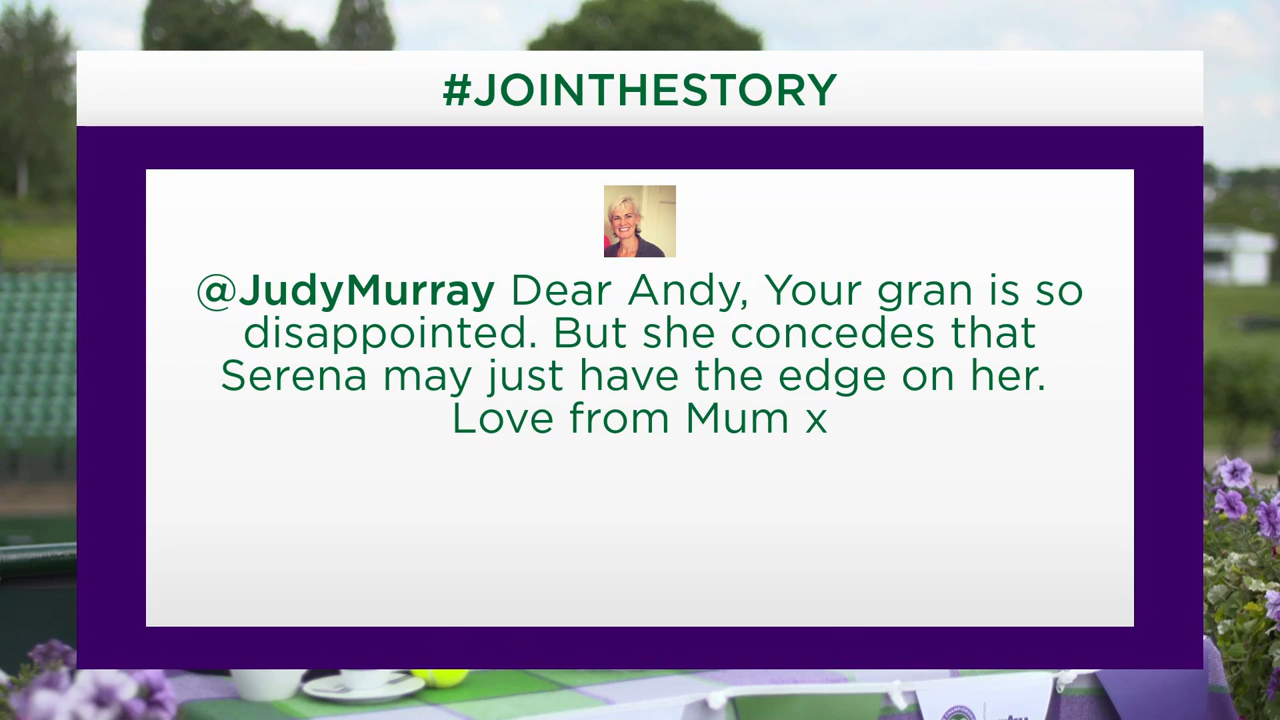 #JOINTHESTORY
@JudyMurray Dear Andy, Your gran is so
disappointed. But she concedes that
Serena may just have the edge on her.
Love from Mum x